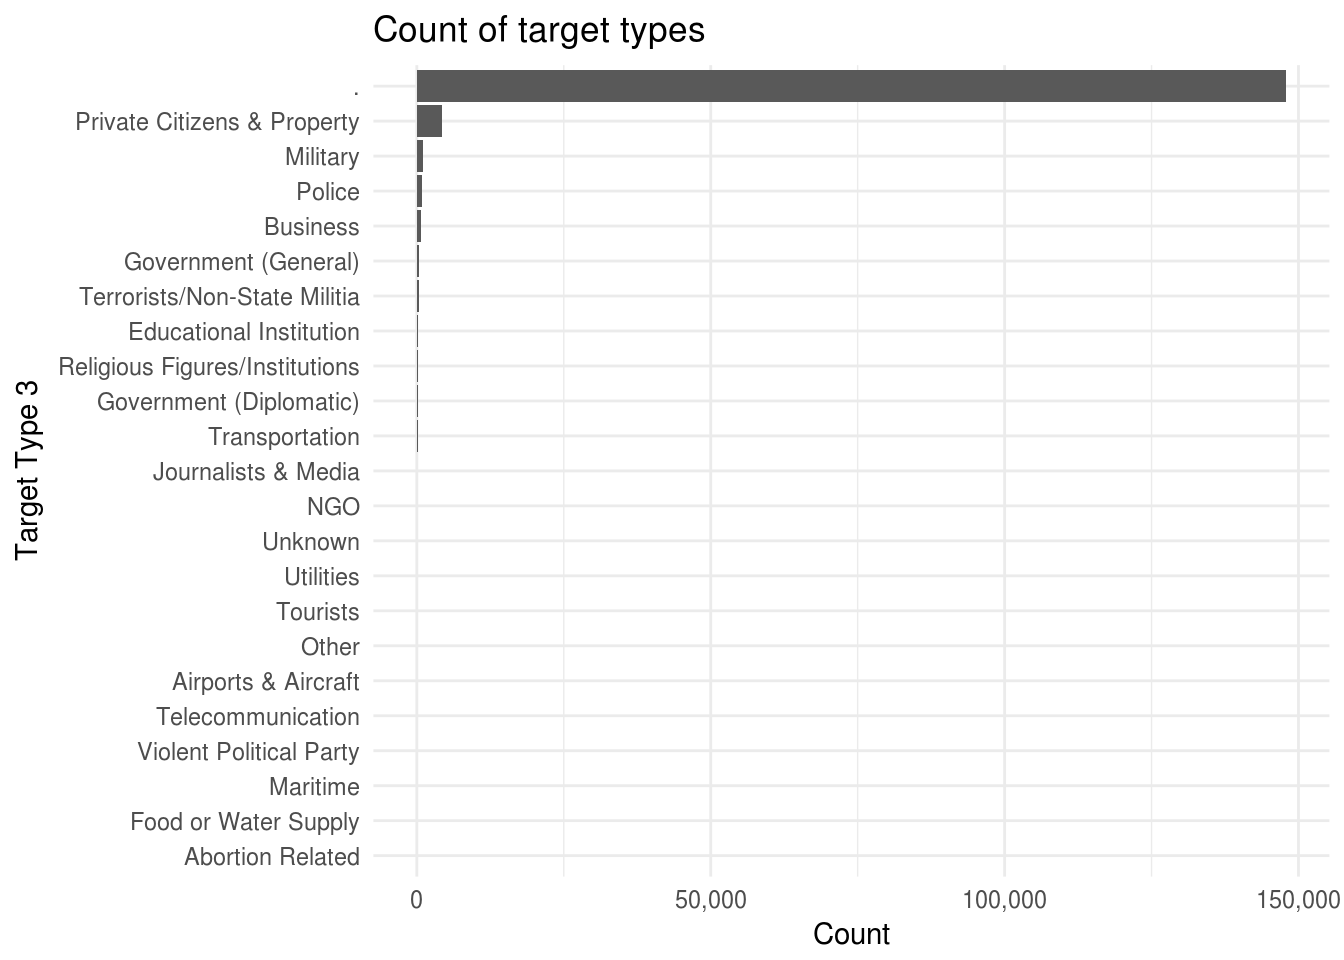 Count of target types
.
Private Citizens & Property
Military
Police
Business
Government (General)
Terrorists/Non-State Militia
Educational Institution
Religious Figures/Institutions
Government (Diplomatic)
Transportation
Journalists & Media
NGO
Unknown
Utilities
Tourists
Other
Airports & Aircraft
Telecommunication
Violent Political Party
Maritime
Food or Water Supply
Abortion Related
Target Type 3
0 50,000 100,000 150,000
Count